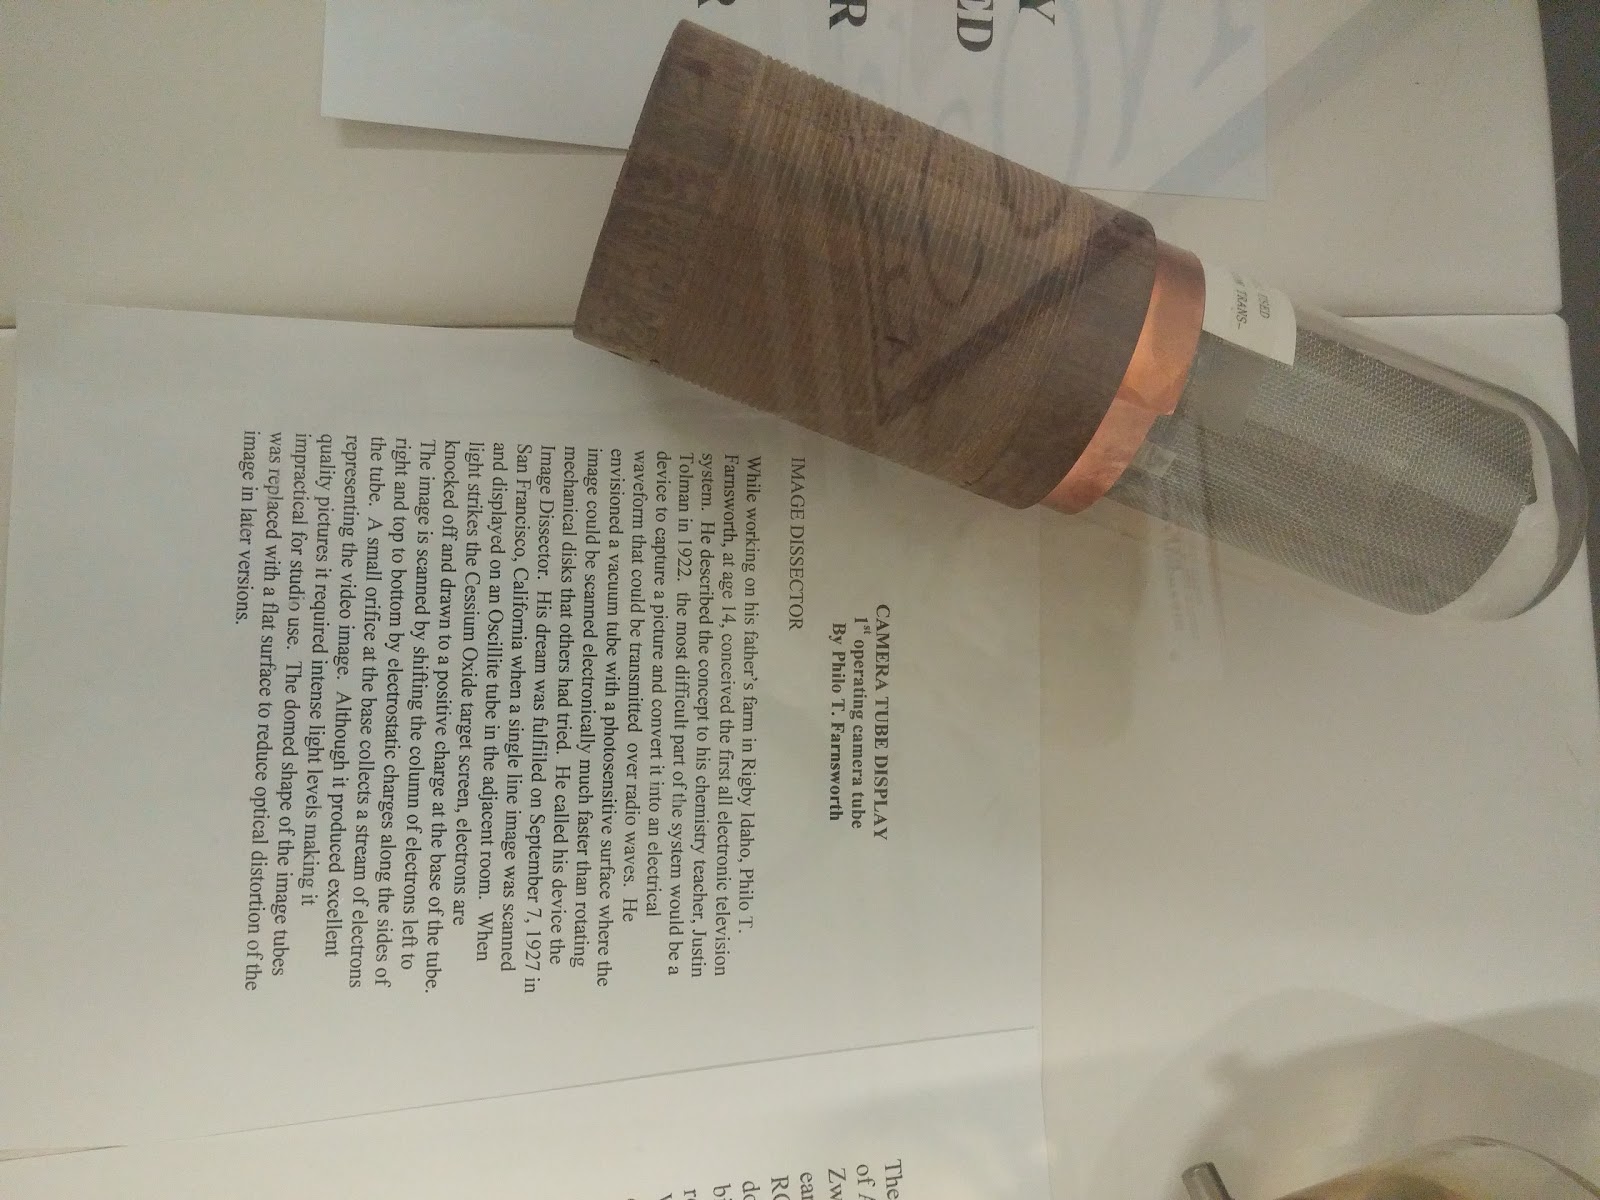 CAMERA TUBE DISPLAY
1st operating camera tube
By Philo T. Farnsworth
IMAGE DISSECTOR
While working on his father's farm in Rigby Idaho, Philo T.
Farnsworth, at age 14, conceived the first all electronic television
system. He described the concept to his chemistry teacher, Justin
Tolman in 1922. the most difficult part of the system would be a
device to capture a picture and convert it into an electrical
waveform that could be transmitted over radio waves. He
envisioned a vacuum tube with a photosensitive surface where the
image could be scanned electronically much faster than rotating
mechanical disks that others had tried. He called his device the
Image Dissector. His dream was fulfilled on September 7, 1927 in
San Francisco, California when a single line image was scanned
and displayed on an Oscillite tube in the adjacent room. When
light strikes the Cessium Oxide target screen, electrons are
knocked off and drawn to a positive charge at the base of the tube.
The image is scanned by shifting the column of electrons left to
right and top to bottom by electrostatic charges along the sides of
the tube. A small orifice at the base collects a stream of electrons
representing the video image. Although it produced excellent
quality pictures it required intense light levels making it
impractical for studio use. The domed shape of the image tubes
was replaced with a flat surface to reduce optical distortion of the
image in later versions.
USED
TRANS-
The
of